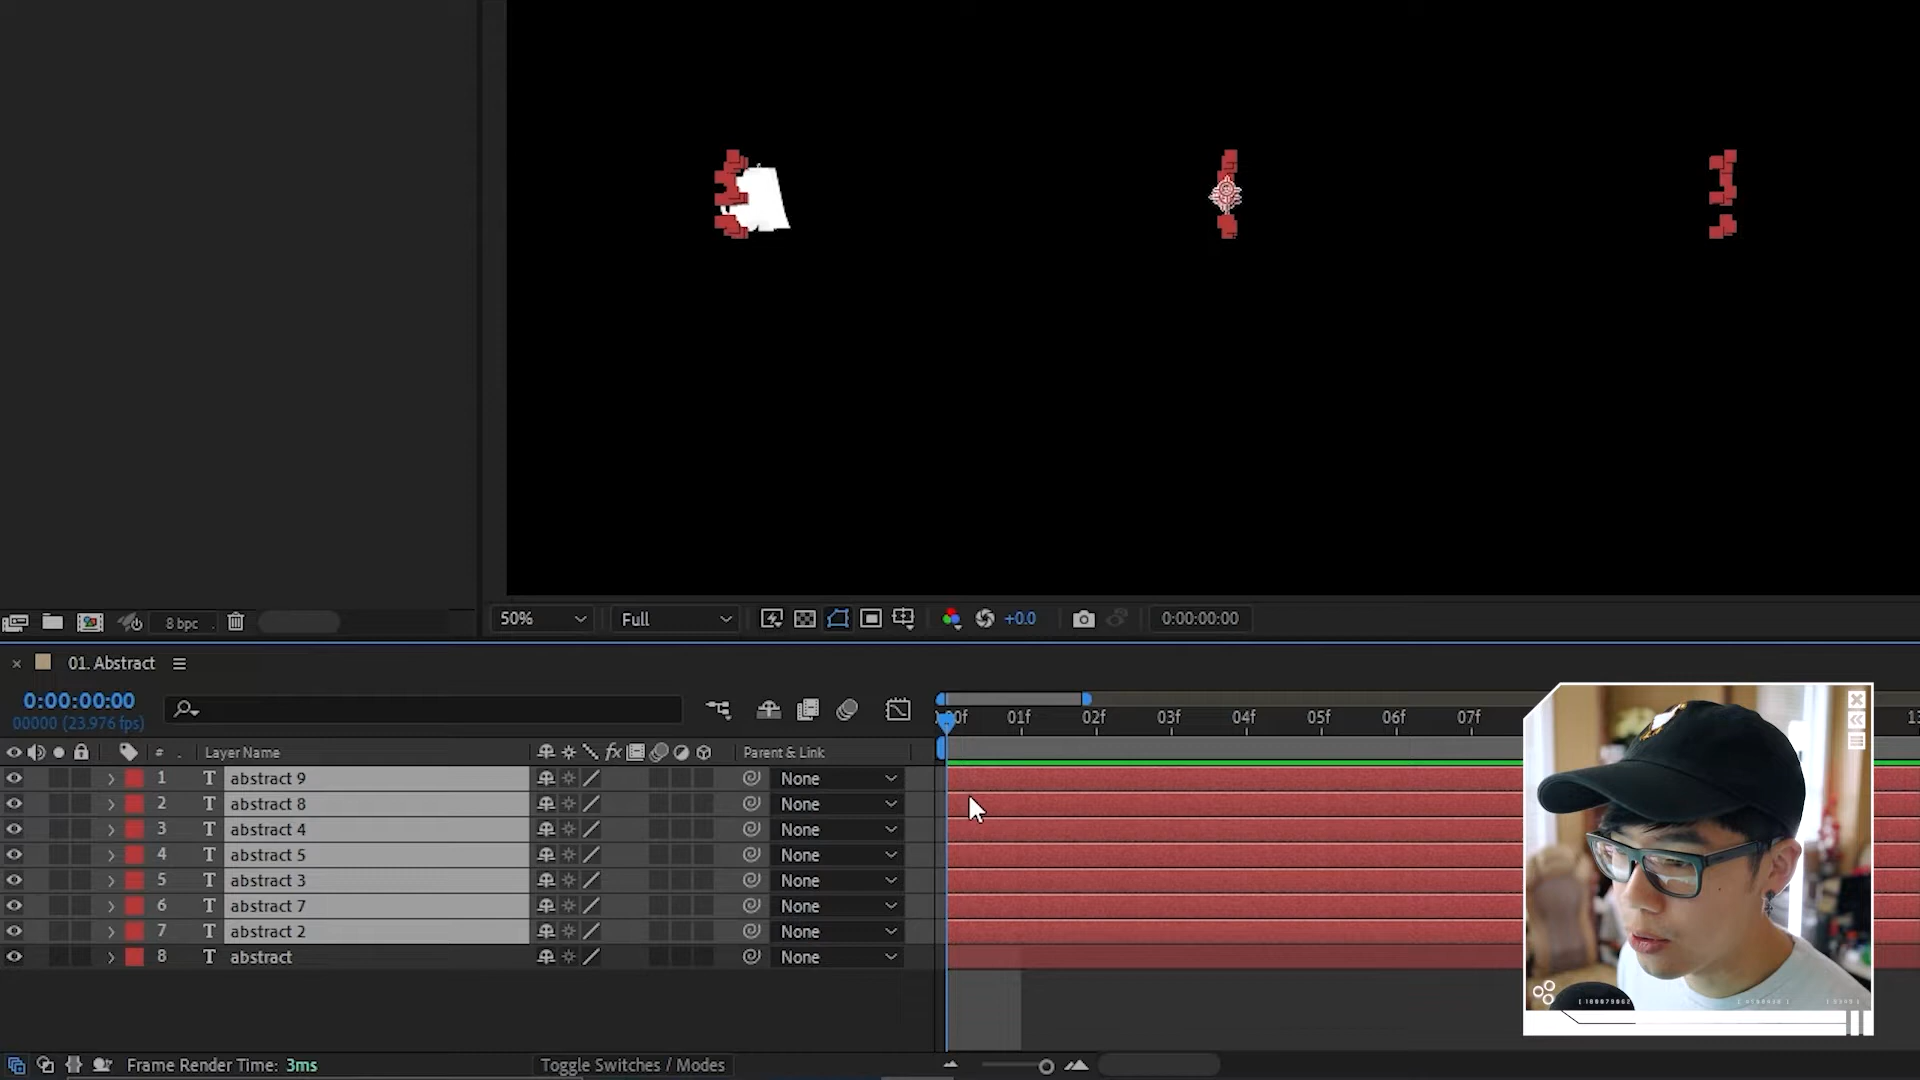 50%
Full
+0.0
0:00:00:00
8 bpc
01. Abstract
0:00:00:00
00000 (23.976 fps)
00f 01f 02f 03f 04f 05f 06f 07f
# Layer Name fx Parent & Link
1 T abstract 9 None
2 T abstract 8 None
3 T abstract 4 None
4 T abstract 5 None
5 T abstract 3 None
6 T abstract 7 None
7 T abstract 2 None
8 T abstract None
Frame Render Time: 3ms
Toggle Switches / Modes